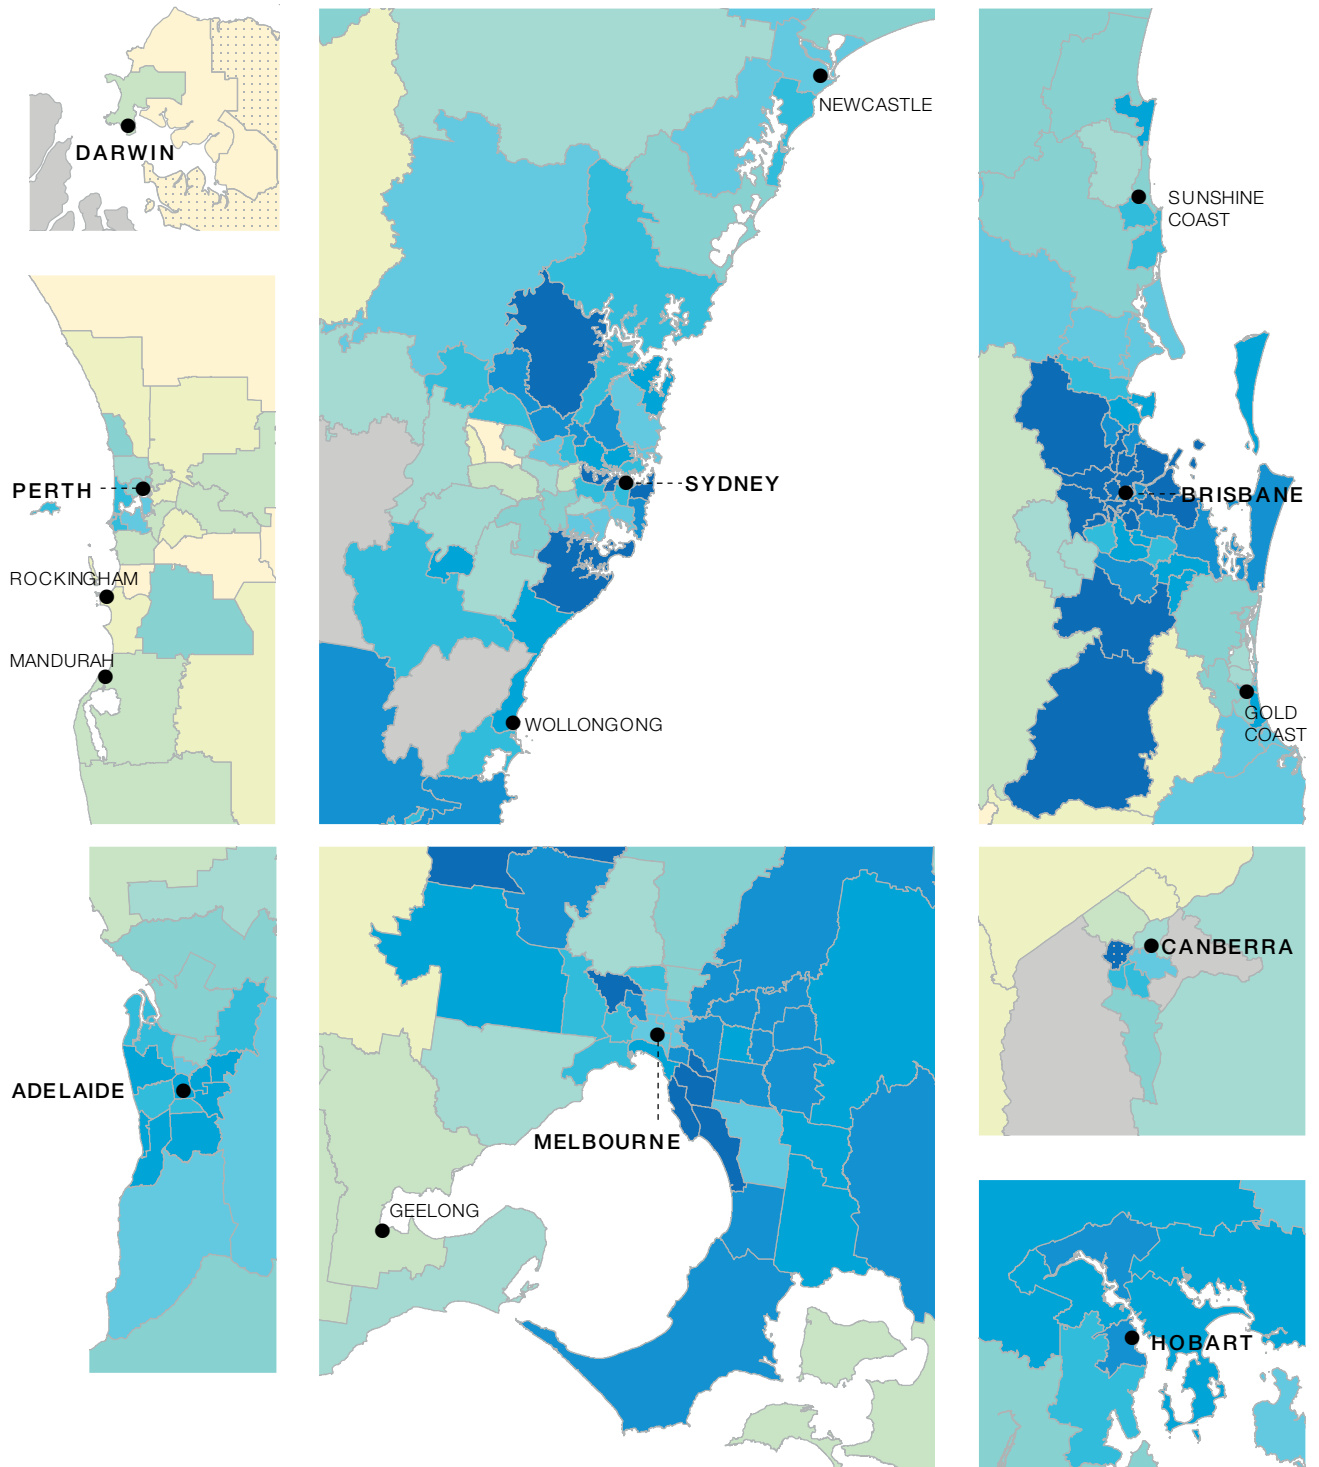 DARWIN
NEWCASTLE
SUNSHINE
COAST
PERTH
SYDNEY
BRISBANE
ROCKINGHAM
MANDURAH
WOLLONGONG
GOLD
COAST
CANBERRA
ADELAIDE
MELBOURNE
GEELONG
HOBART